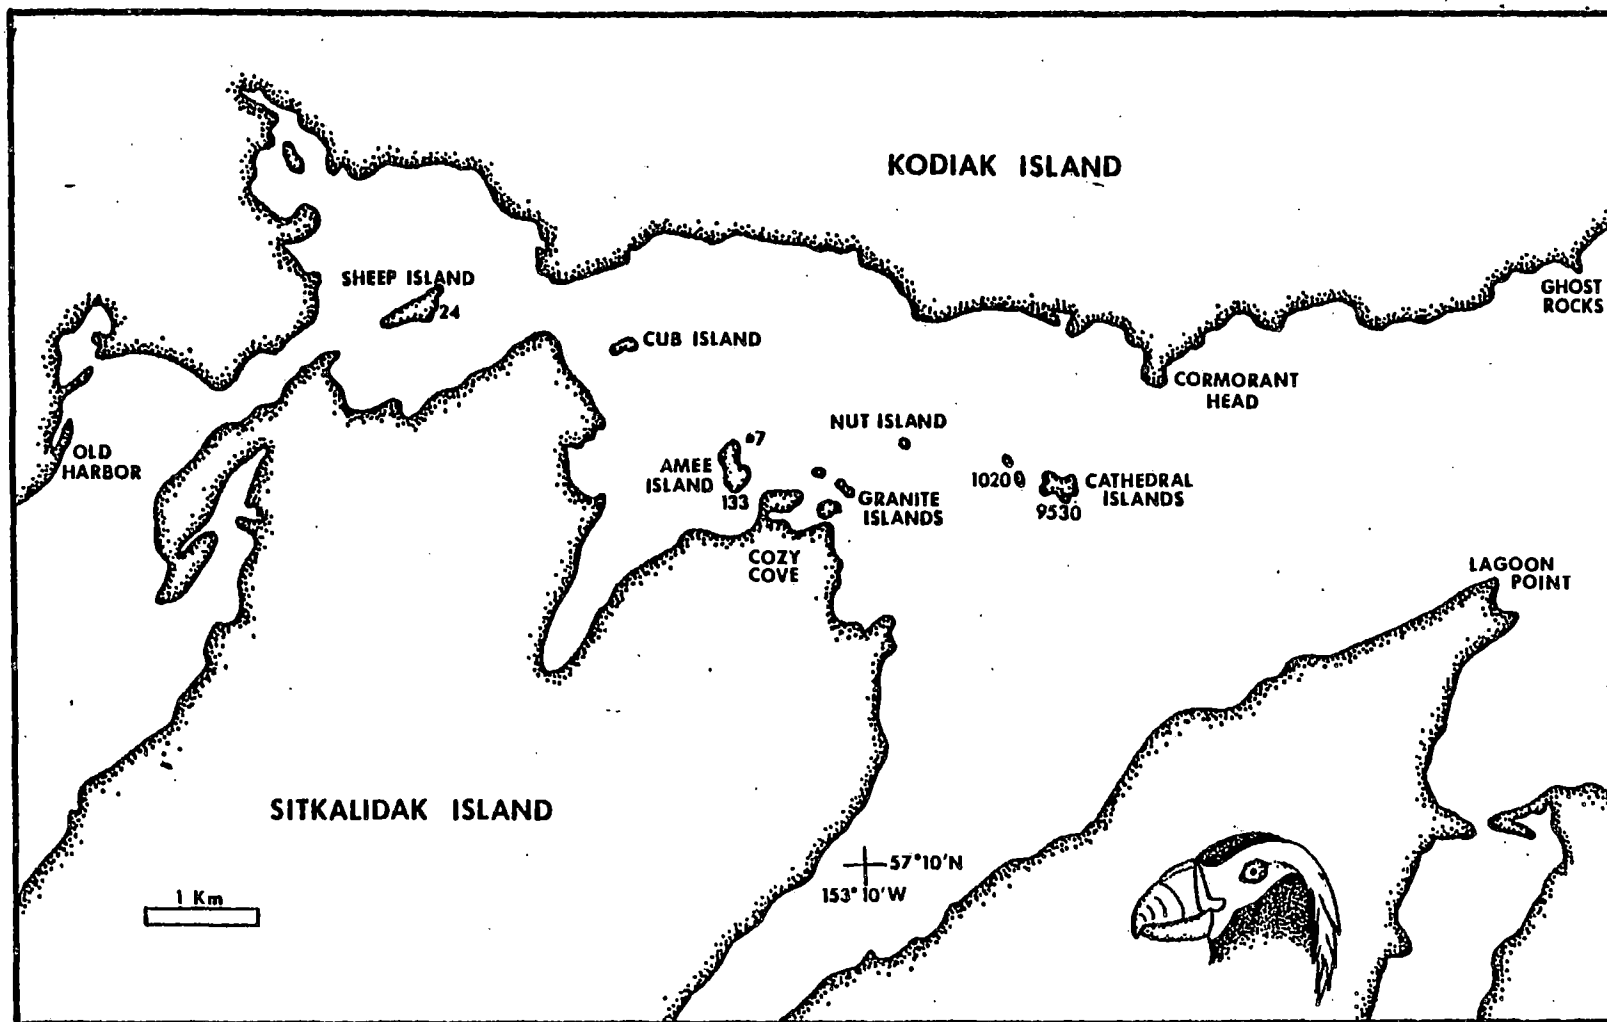 KODIAK ISLAND
SHEEP ISLAND
24
GHOST
ROCKS
CUB ISLAND
CORMORANT
HEAD
NUT ISLAND
OLD
HARBOR
7
AMEE
ISLAND
133
GRANITE
ISLANDS
1020
CATHEDRAL
ISLANDS
9530
COZY
COVE
LAGOON
POINT
SITKALIDAK ISLAND
57°10'N
153°10'W
1 Km